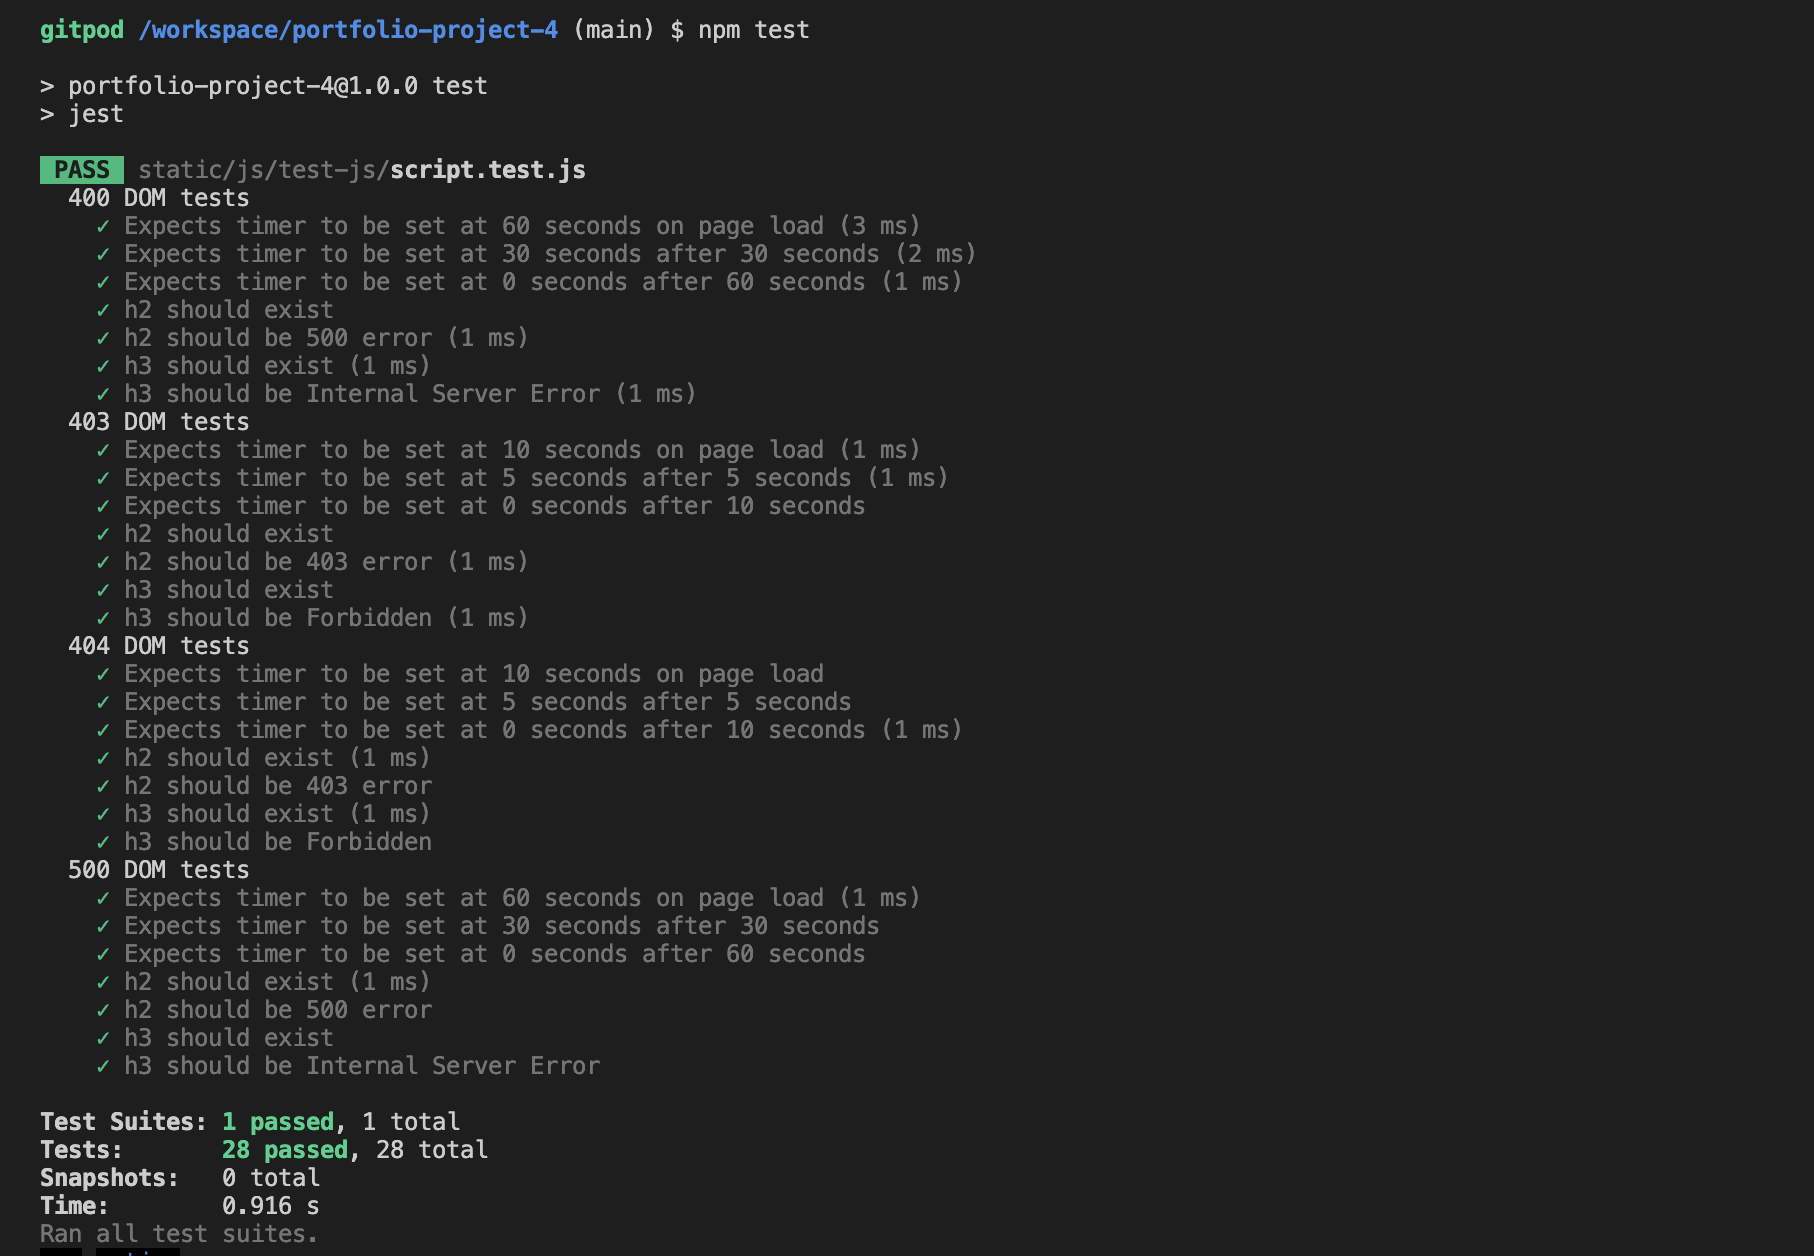 gitpod /workspace/portfolio-project-4 (main) $ npm test
> portfolio-project-4@1.0.0 test
> jest
PASS static/js/test-js/script.test.js
400 DOM tests
✓ Expects timer to be set at 60 seconds on page load (3 ms)
✓ Expects timer to be set at 30 seconds after 30 seconds (2 ms)
✓ Expects timer to be set at 0 seconds after 60 seconds (1 ms)
✓ h2 should exist
✓ h2 should be 500 error (1 ms)
✓ h3 should exist (1 ms)
✓ h3 should be Internal Server Error (1 ms)
403 DOM tests
✓ Expects timer to be set at 10 seconds on page load (1 ms)
✓ Expects timer to be set at 5 seconds after 5 seconds (1 ms)
✓ Expects timer to be set at 0 seconds after 10 seconds
✓ h2 should exist
✓ h2 should be 403 error (1 ms)
✓ h3 should exist
✓ h3 should be Forbidden (1 ms)
404 DOM tests
✓ Expects timer to be set at 10 seconds on page load
✓ Expects timer to be set at 5 seconds after 5 seconds
✓ Expects timer to be set at 0 seconds after 10 seconds (1 ms)
✓ h2 should exist (1 ms)
✓ h2 should be 403 error
✓ h3 should exist (1 ms)
✓ h3 should be Forbidden
500 DOM tests
✓ Expects timer to be set at 60 seconds on page load (1 ms)
✓ Expects timer to be set at 30 seconds after 30 seconds
✓ Expects timer to be set at 0 seconds after 60 seconds
✓ h2 should exist (1 ms)
✓ h2 should be 500 error
✓ h3 should exist
✓ h3 should be Internal Server Error
Test Suites: 1 passed, 1 total
Tests: 28 passed, 28 total
Snapshots: 0 total
Time: 0.916 s
Ran all test suites.